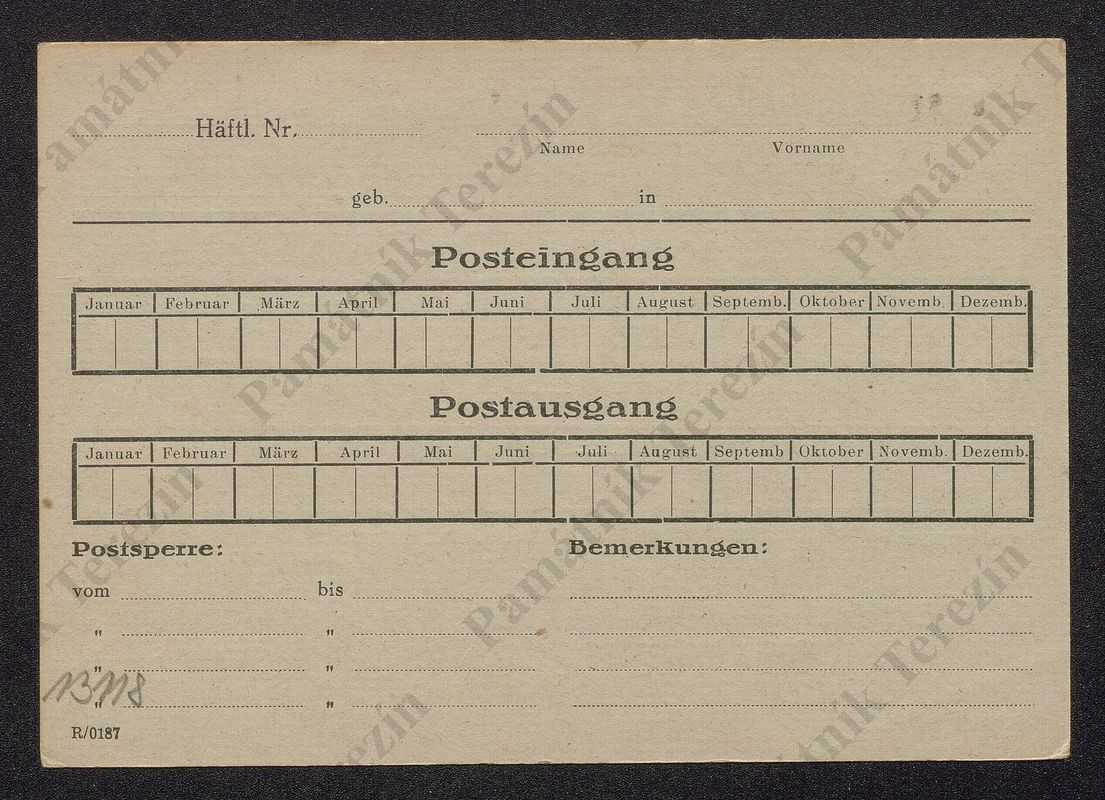 Häftl. Nr.
Name Vorname
geb. in
Posteingang
Januar Februar März April Mai Juni Juli August Septemb. Oktober Novemb. Dezemb.
Postausgang
Januar Februar März April Mai Juni Juli August Septemb Oktober Novemb. Dezemb.
Postsperre: Bemerkungen:
vom bis
„ „
„ „
„ „
13118
R/0187
Památník Terezín